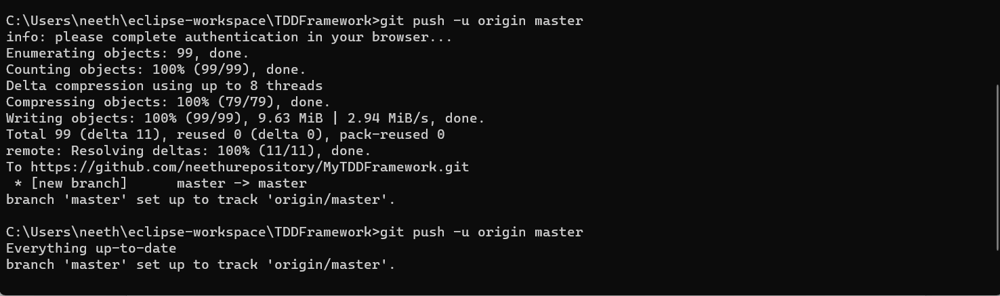 C:\Users\neeth\eclipse-workspace\TDDFramework>git push -u origin master
info: please complete authentication in your browser...
Enumerating objects: 99, done.
Counting objects: 100% (99/99), done.
Delta compression using up to 8 threads
Compressing objects: 100% (79/79), done.
Writing objects: 100% (99/99), 9.63 MiB | 2.94 MiB/s, done.
Total 99 (delta 11), reused 0 (delta 0), pack-reused 0
remote: Resolving deltas: 100% (11/11), done.
To https://github.com/neethurepository/MyTDDFramework.git
 * [new branch]      master -> master
branch 'master' set up to track 'origin/master'.
C:\Users\neeth\eclipse-workspace\TDDFramework>git push -u origin master
Everything up-to-date
branch 'master' set up to track 'origin/master'.